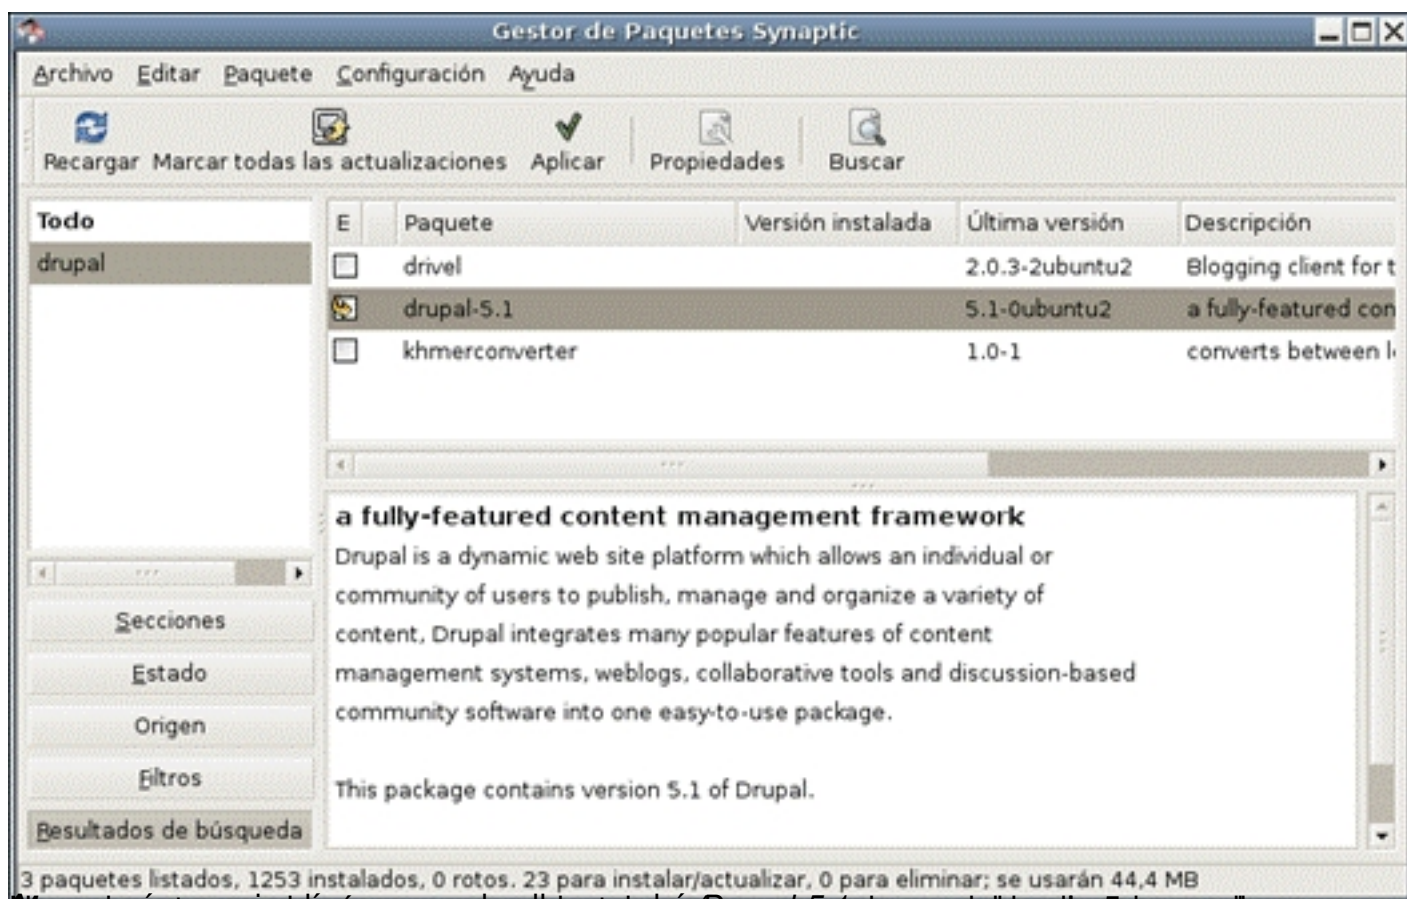 Gestor de Paquetes Synaptic
Archivo Editar Paquete Configuración Ayuda
Recargar Marcar todas las actualizaciones Aplicar Propiedades Buscar
Todo
drupal
E Paquete Versión instalada Última versión Descripción
drivel 2.0.3-2ubuntu2 Blogging client for t
drupal-5.1 5.1-0ubuntu2 a fully-featured con
khmerconverter 1.0-1 converts between l
a fully-featured content management framework
Drupal is a dynamic web site platform which allows an individual or
community of users to publish, manage and organize a variety of
content, Drupal integrates many popular features of content
management systems, weblogs, collaborative tools and discussion-based
community software into one easy-to-use package.
This package contains version 5.1 of Drupal.
Secciones
Estado
Origen
Filtros
Resultados de búsqueda
3 paquetes listados, 1253 instalados, 0 rotos. 23 para instalar/actualizar, 0 para eliminar; se usarán 44,4 MB